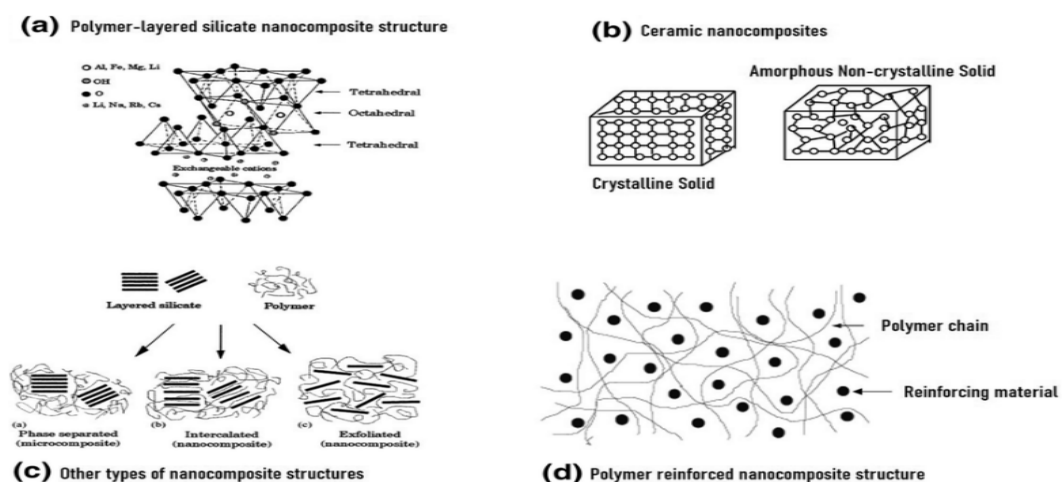 (a) Polymer-layered silicate nanocomposite structure
Al, Fe, Mg, Li
OH
O
Li, Na, Rb, Cs
Tetrahedral
Octahedral
Tetrahedral
Exchangeable cations
(b) Ceramic nanocomposites
Amorphous Non-crystalline Solid
Crystalline Solid
Layered silicate
Polymer
(a)
Phase separated
(microcomposite)
(b)
Intercalated
(nanocomposite)
(c)
Exfoliated
(nanocomposite)
(c) Other types of nanocomposite structures
Polymer chain
Reinforcing material
(d) Polymer reinforced nanocomposite structure